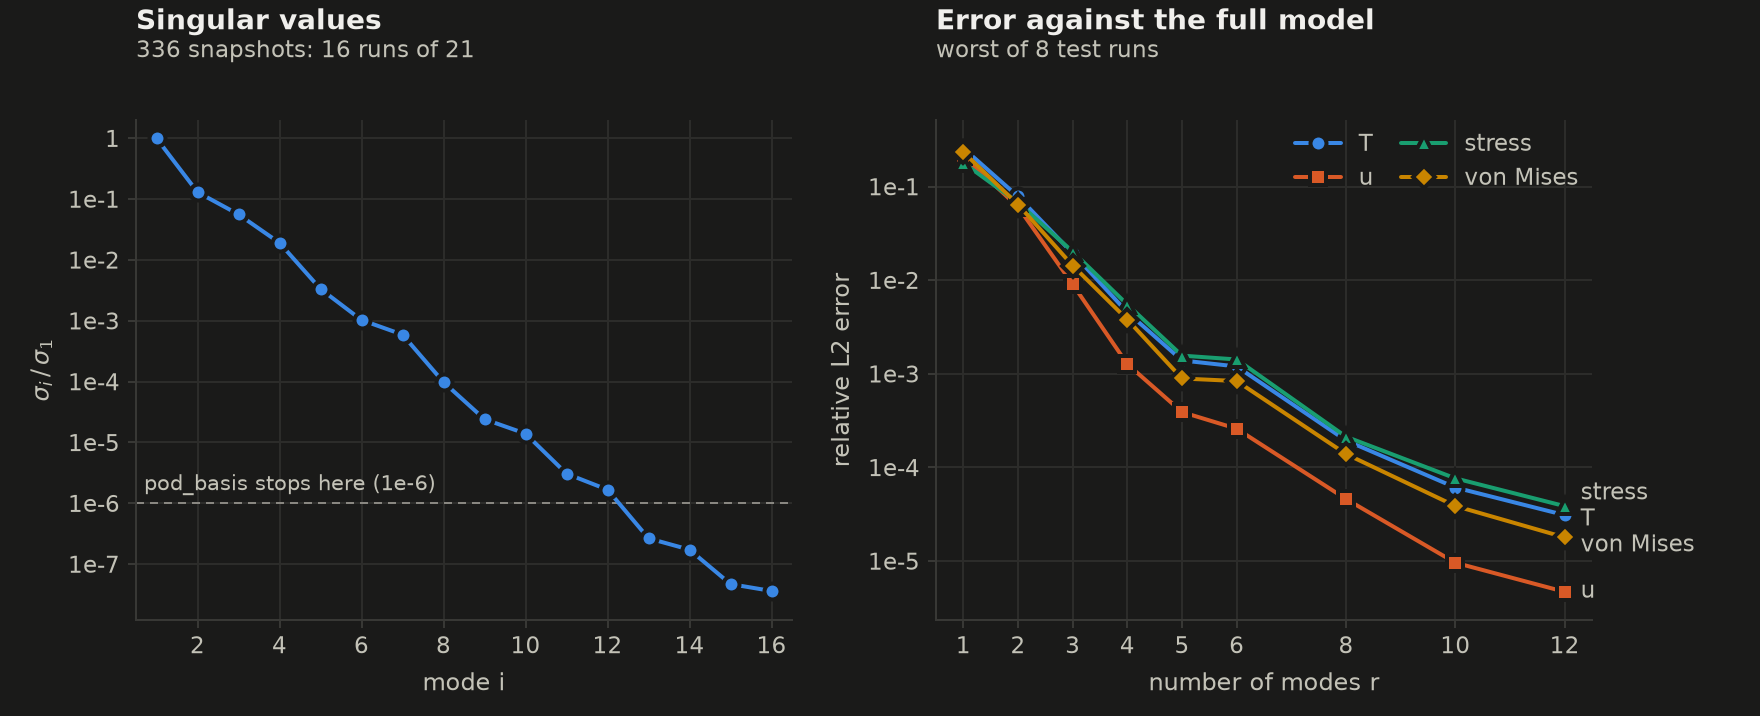 Singular values
336 snapshots: 16 runs of 21
1
1e-1
1e-2
1e-3
1e-4
1e-5
1e-6
1e-7
σi/σ1
pod_basis stops here (1e-6)
2 4 6 8 10 12 14 16
mode i
Error against the full model
worst of 8 test runs
T stress
u von Mises
1e-1
1e-2
1e-3
1e-4
1e-5
relative L2 error
stress
T
von Mises
u
1 2 3 4 5 6 8 10 12
number of modes r